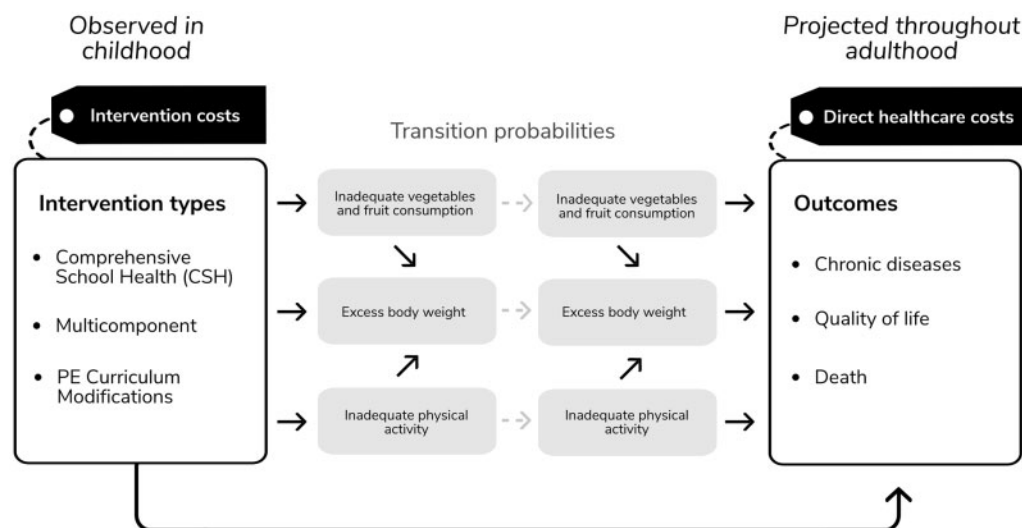 Observed in
childhood
Projected throughout
adulthood
Intervention costs
Direct healthcare costs
Transition probabilities
Intervention types
• Comprehensive
School Health (CSH)
• Multicomponent
• PE Curriculum
Modifications
Inadequate vegetables
and fruit consumption
Inadequate vegetables
and fruit consumption
Excess body weight
Excess body weight
Inadequate physical
activity
Inadequate physical
activity
Outcomes
• Chronic diseases
• Quality of life
• Death